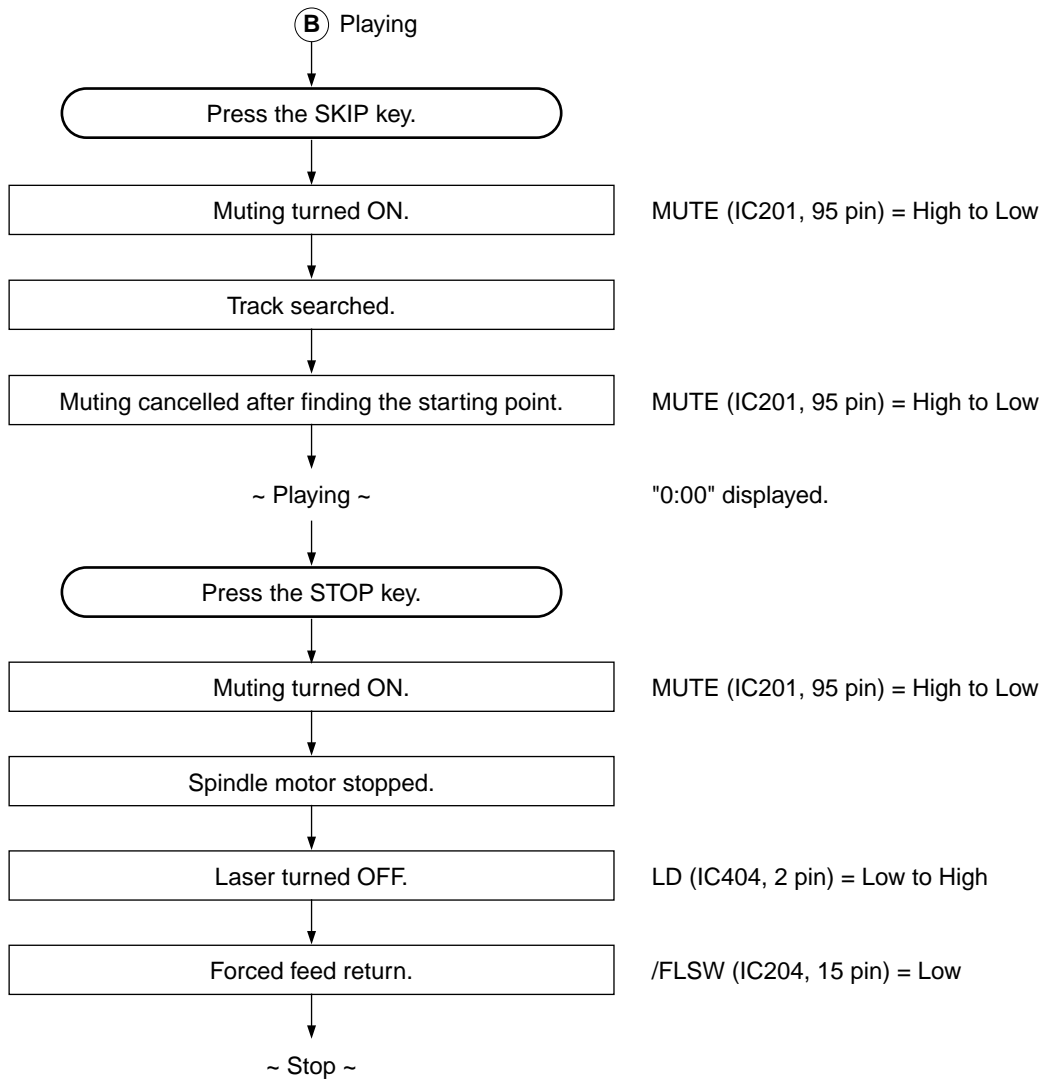 B Playing
Press the SKIP key.
Muting turned ON. MUTE (IC201, 95 pin) = High to Low
Track searched.
Muting cancelled after finding the starting point. MUTE (IC201, 95 pin) = High to Low
~ Playing ~ "0:00" displayed.
Press the STOP key.
Muting turned ON. MUTE (IC201, 95 pin) = High to Low
Spindle motor stopped.
Laser turned OFF. LD (IC404, 2 pin) = Low to High
Forced feed return. /FLSW (IC204, 15 pin) = Low
~ Stop ~